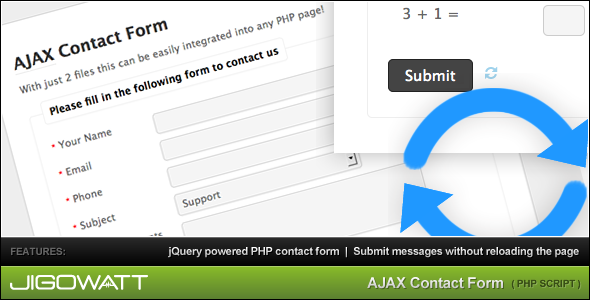 AJAX Contact Form
With just 2 files this can be easily integrated into any PHP page!
Please fill in the following form to contact us
* Your Name
* Email
* Phone
* Subject
Support
3 + 1 =
Submit
FEATURES:
jQuery powered PHP contact form | Submit messages without reloading the page
JIGOWATT
AJAX Contact Form ( PHP SCRIPT )